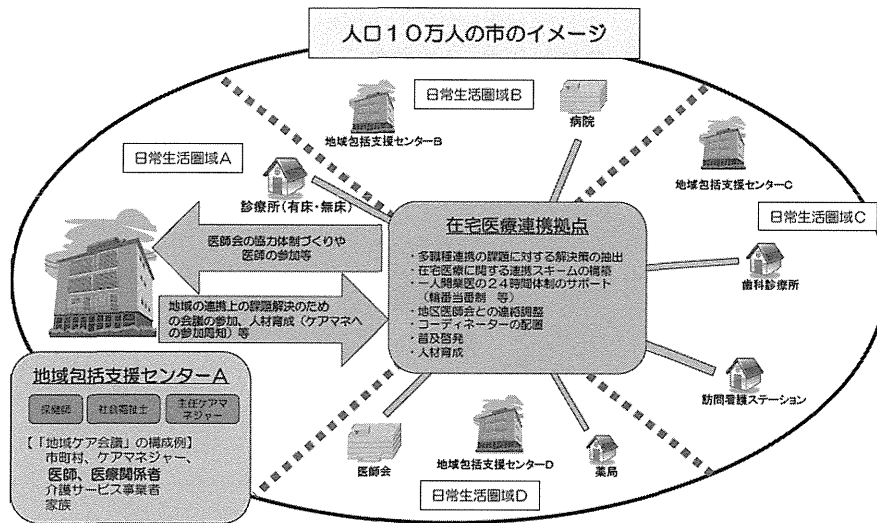 人口10万人の市のイメージ
日常生活圏域B
地域包括支援センターB
病院
日常生活圏域A
診療所(有床・無床)
地域包括支援センターC
日常生活圏域C
歯科診療所
医師会の協力体制づくりや
医師の参加等
地域の連携上の課題解決のため
の会議の参加、人材育成(ケアマネへ
の参加周知)等
在宅医療連携拠点
・多職種連携の課題に対する解決策の抽出
・在宅医療に関する連携スキームの構築
・一人開業医の24時間体制のサポート
(輪番当番制 等)
・地区医師会との連絡調整
・コーディネーターの配置
・普及啓発
・人材育成
訪問看護ステーション
地域包括支援センターA
保健師
社会福祉士
主任ケアマ
ネジャー
【「地域ケア会議」の構成例】
市町村、ケアマネジャー、
医師、医療関係者
介護サービス事業者
家族
医師会
地域包括支援センターD
薬局
日常生活圏域D